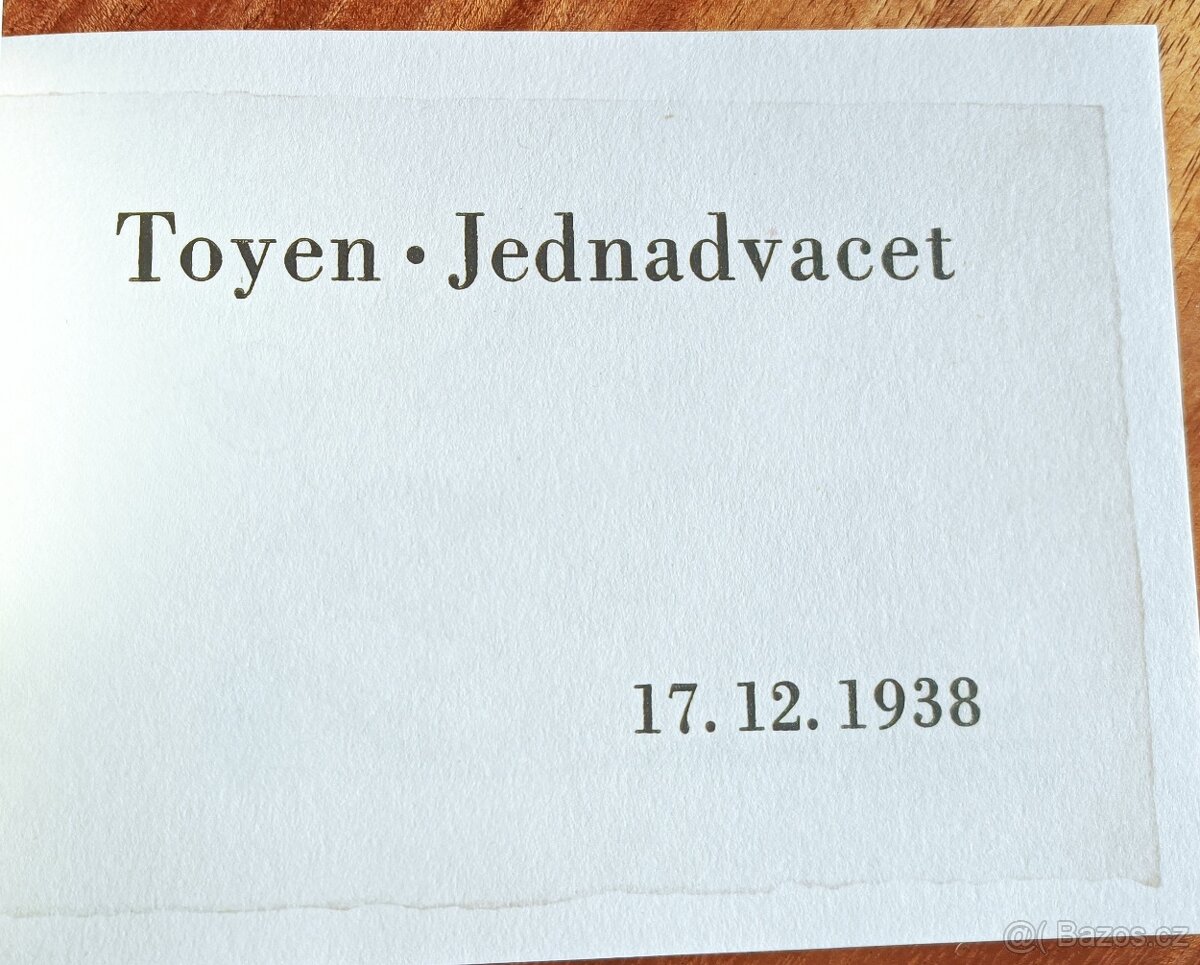 Toyen · Jednadvacet
17. 12. 1938
@( Bazos.cz